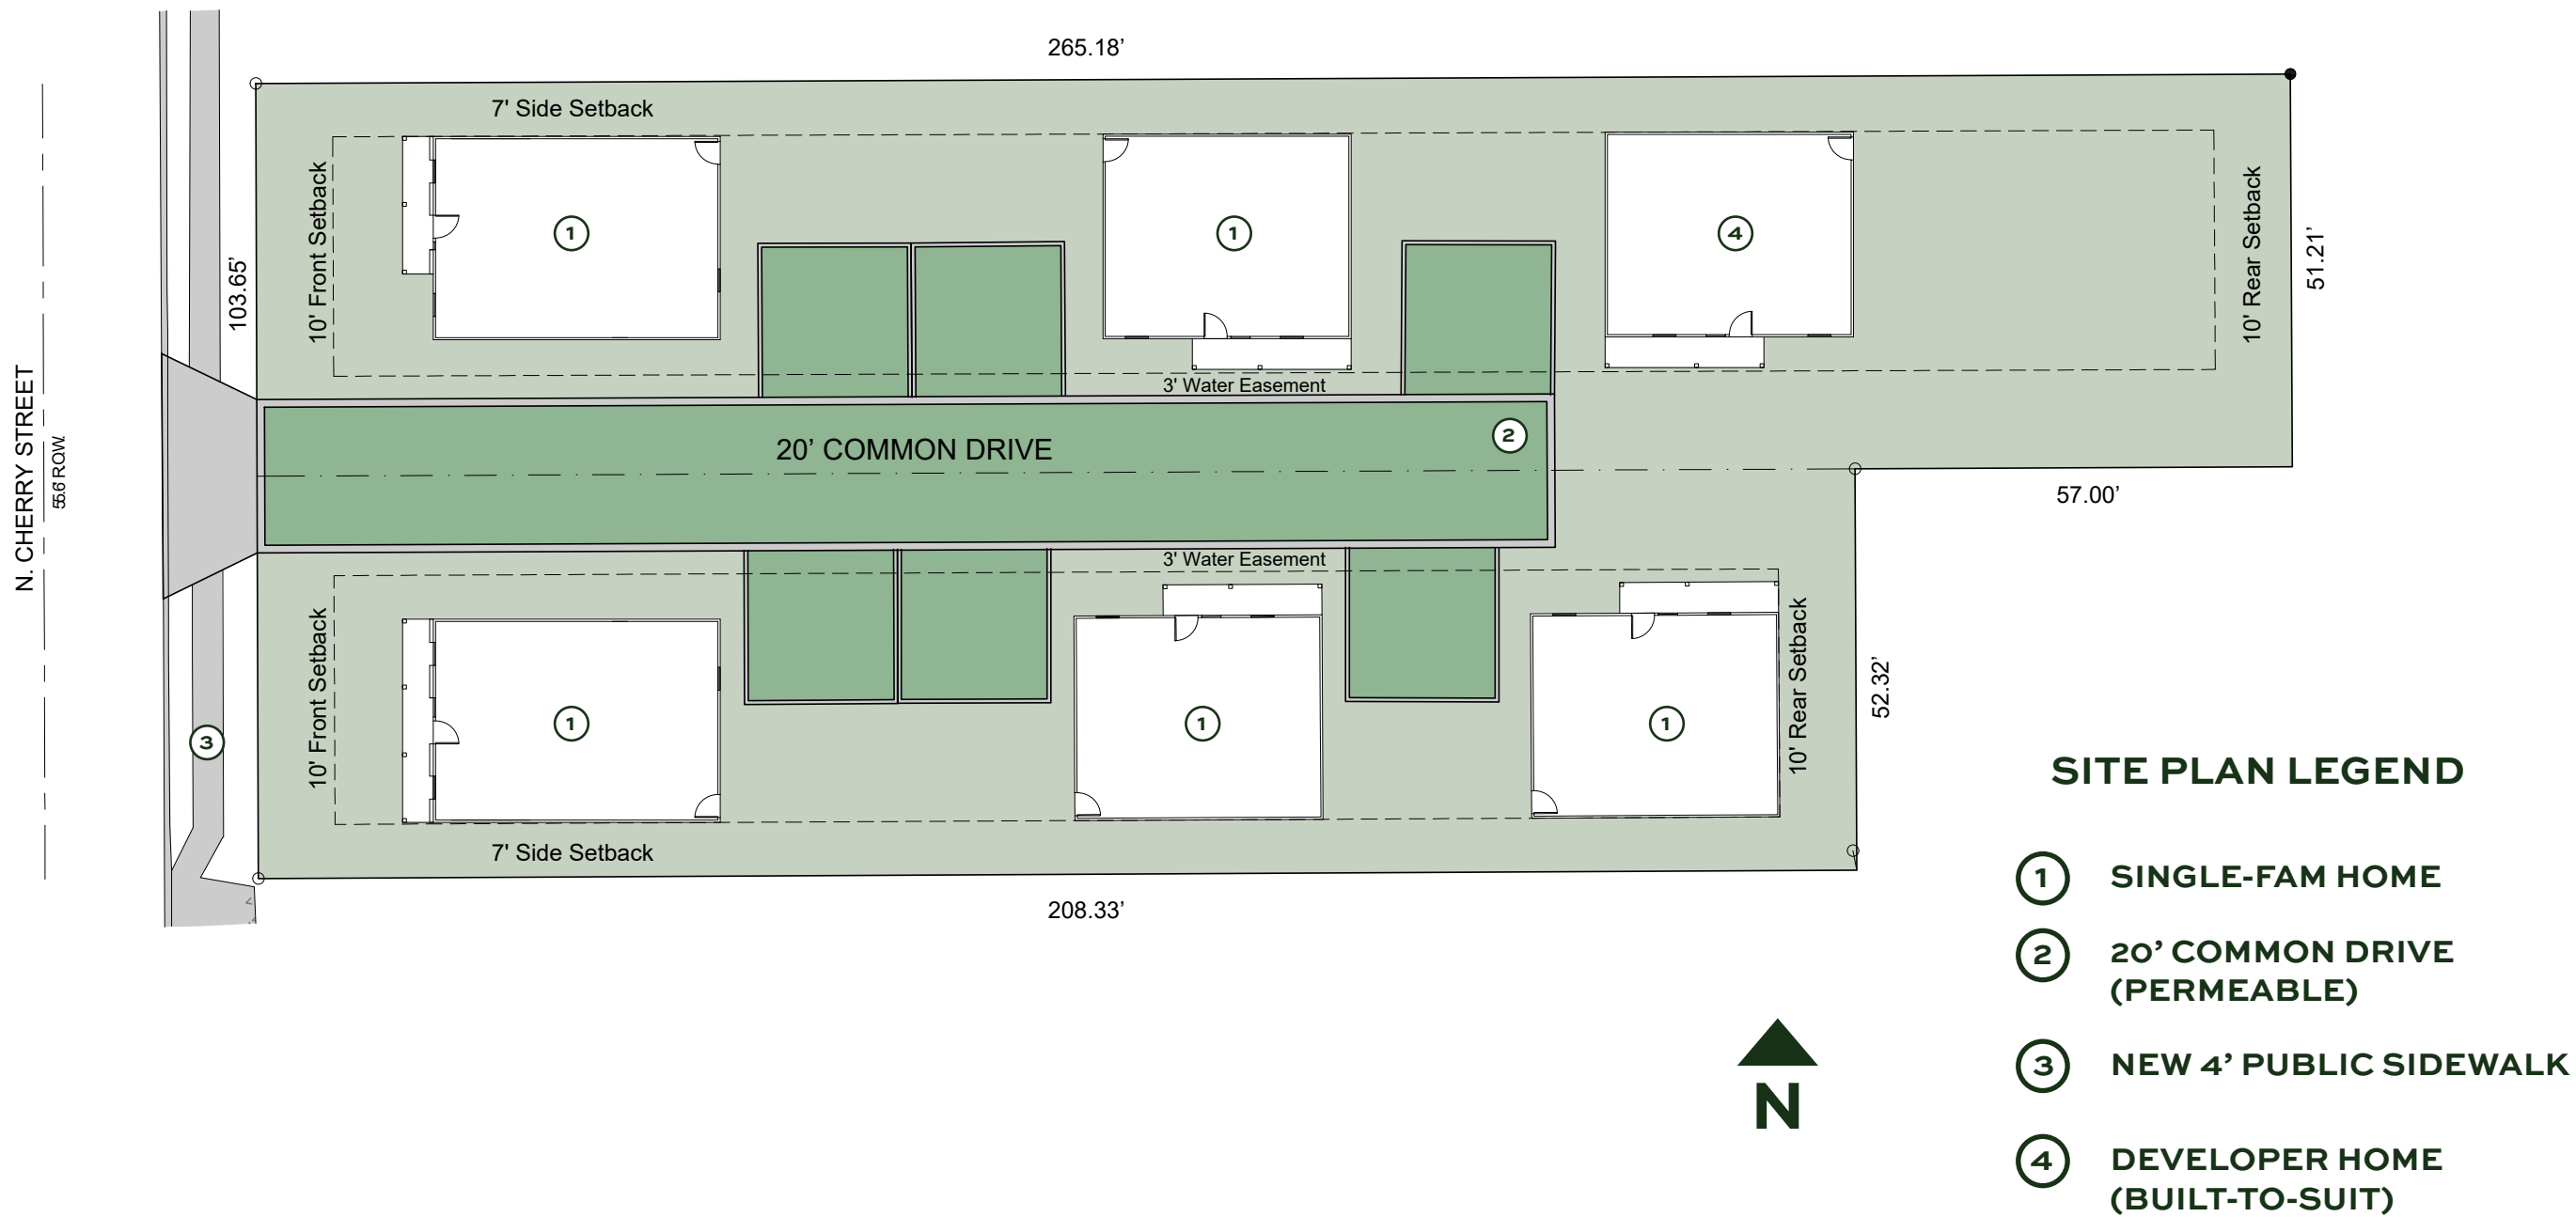 265.18’
7' Side Setback
10' Front Setback
103.65’
1
1
4
10' Rear Setback
51.21’
N. CHERRY STREET
55.6' ROW.
3' Water Easement
20’ COMMON DRIVE
2
57.00’
3' Water Easement
10' Front Setback
1
1
1
10' Rear Setback
52.32’
3
7' Side Setback
208.33’
N
SITE PLAN LEGEND
1 SINGLE-FAM HOME
2 20’ COMMON DRIVE
(PERMEABLE)
3 NEW 4’ PUBLIC SIDEWALK
4 DEVELOPER HOME
(BUILT-TO-SUIT)